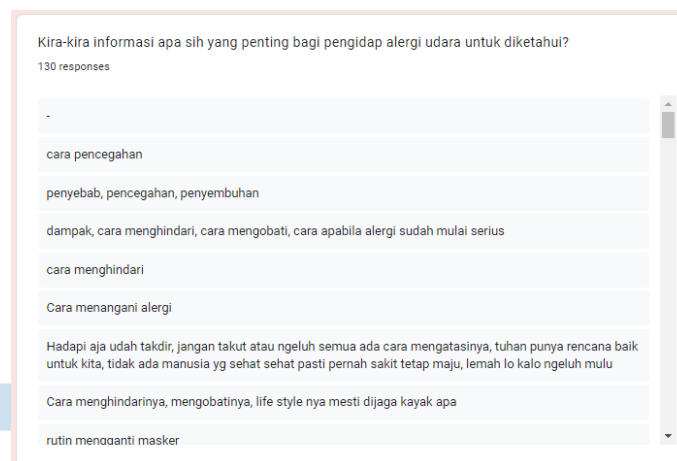 Kira-kira informasi apa sih yang penting bagi pengidap alergi udara untuk diketahui?
130 responses
-
cara pencegahan
penyebab, pencegahan, penyembuhan
dampak, cara menghindari, cara mengobati, cara apabila alergi sudah mulai serius
cara menghindari
Cara menangani alergi
Hadapi aja udah takdir, jangan takut atau ngeluh semua ada cara mengatasinya, tuhan punya rencana baik
untuk kita, tidak ada manusia yg sehat sehat pasti pernah sakit tetap maju, lemah lo kalo ngeluh mulu
Cara menghindarinya, mengobatinya, life style nya mesti dijaga kayak apa
rutin mengganti masker